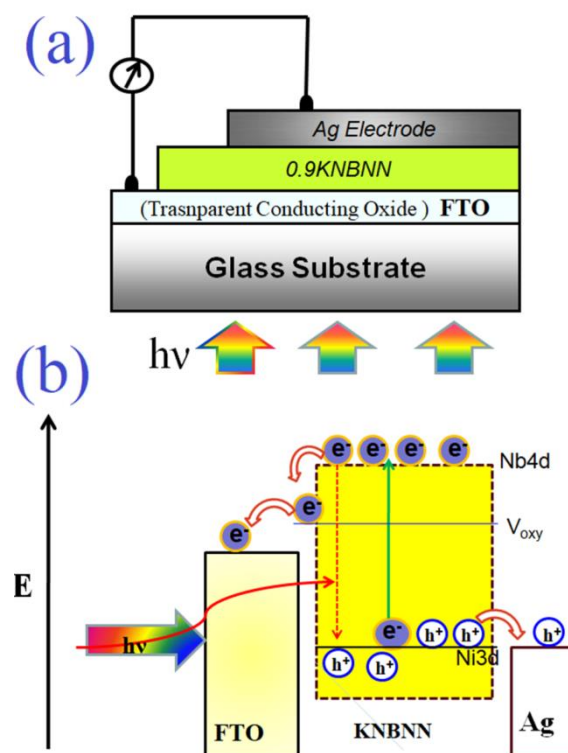 (a)
Ag Electrode
0.9KNBNN
(Trasnparent Conducting Oxide ) FTO
Glass Substrate
hν
(b)
e⁻ e⁻ e⁻ e⁻
Nb4d
e⁻
V_oxy
e⁻
E
hν
e⁻ h⁺ h⁺ h⁺
h⁺ h⁺ Ni3d
FTO KNBNN Ag